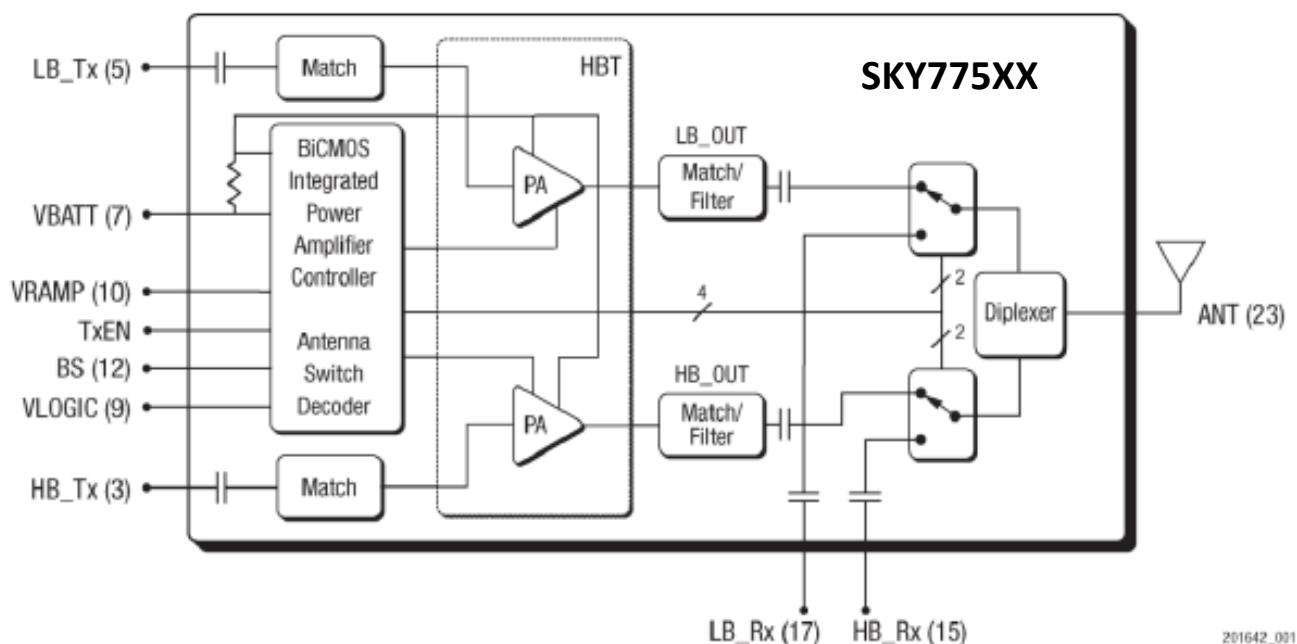 SKY775XX
LB_Tx (5)
Match
HBT
LB_OUT
BiCMOS
Integrated
Power
Amplifier
Controller
Antenna
Switch
Decoder
PA
Match/
Filter
VBATT (7)
VRAMP (10)
TxEN
BS (12)
VLOGIC (9)
4
2
2
Diplexer
ANT (23)
HB_OUT
PA
Match/
Filter
HB_Tx (3)
Match
LB_Rx (17)
HB_Rx (15)
201642_001